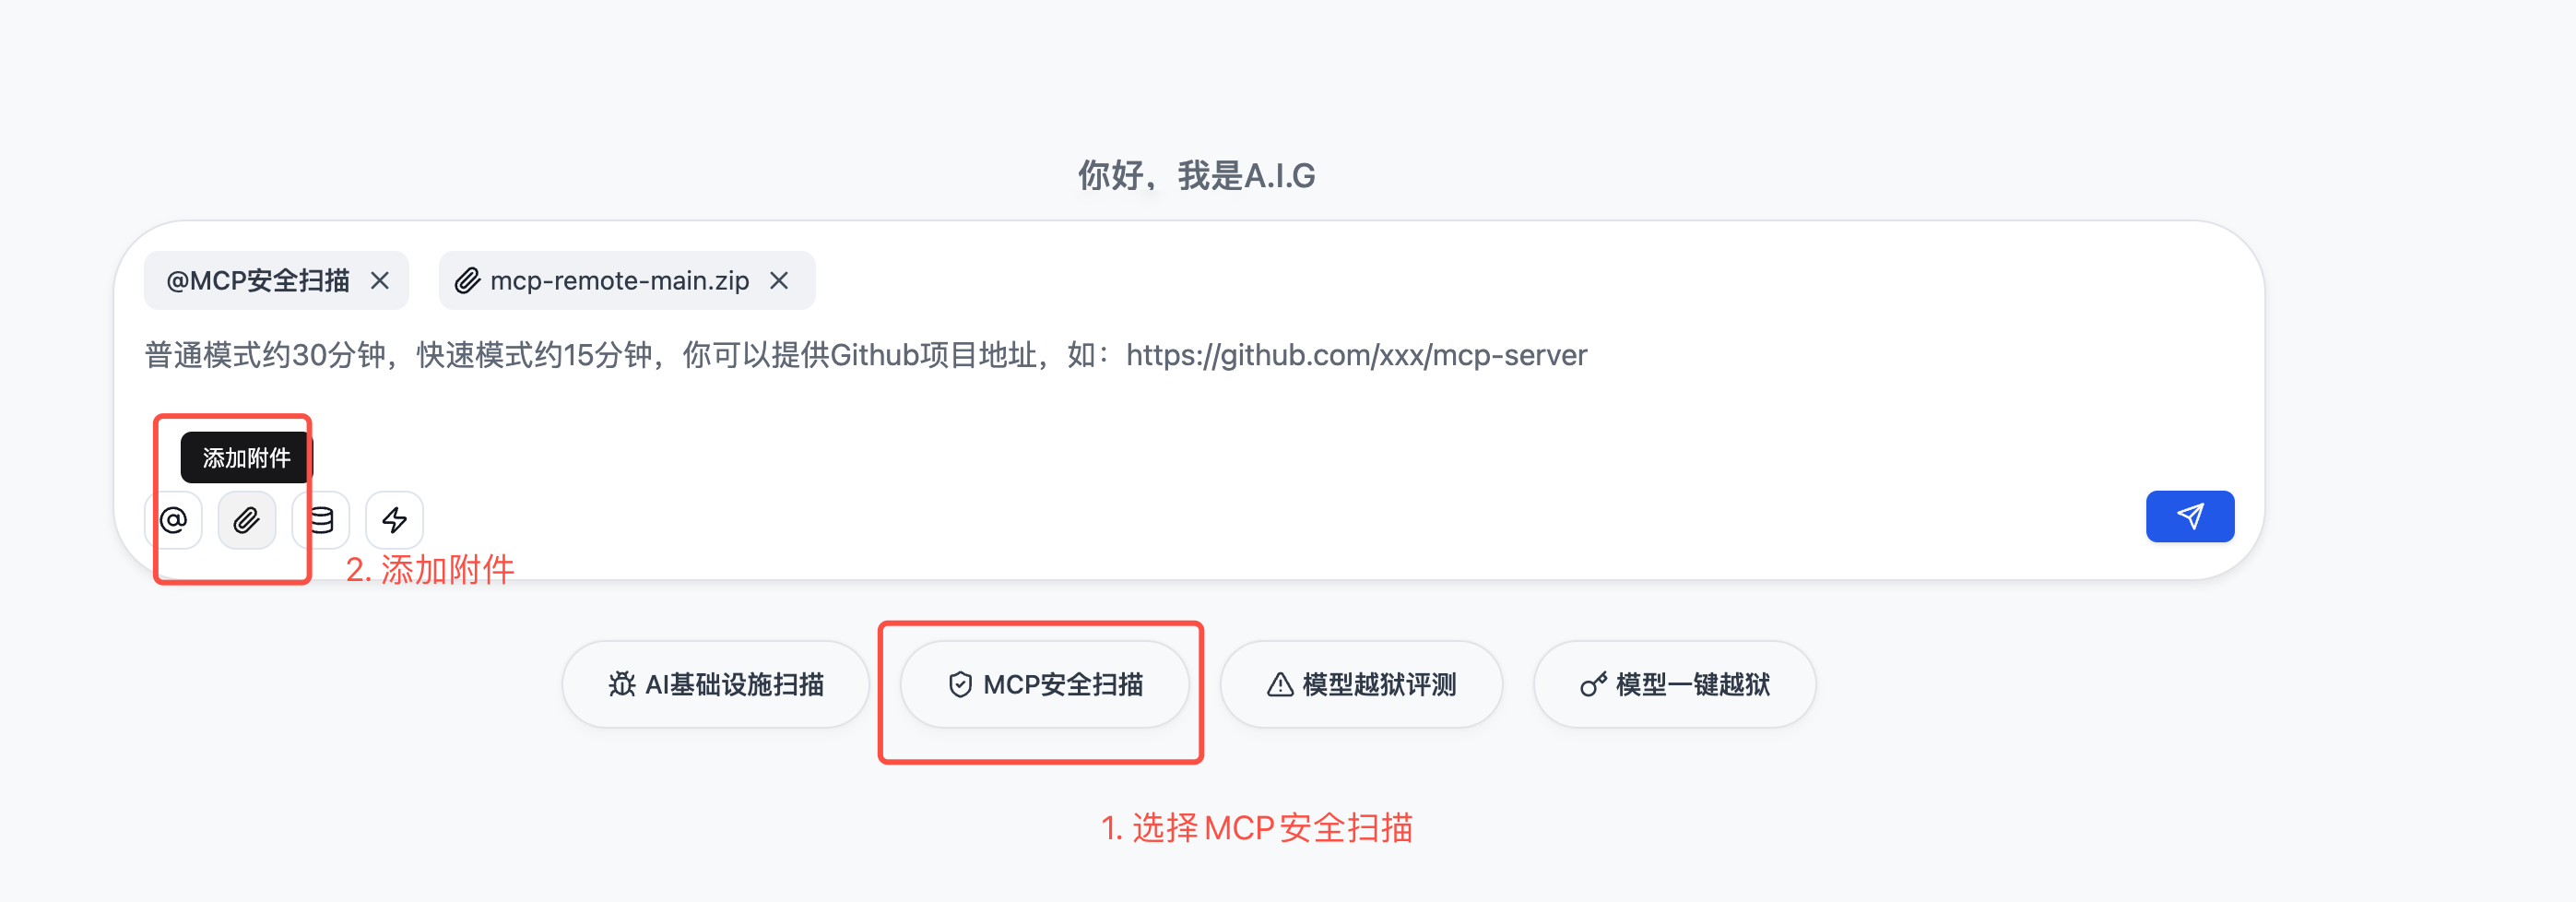 你好，我是A.I.G
@MCP安全扫描
mcp-remote-main.zip
普通模式约30分钟，快速模式约15分钟，你可以提供Github项目地址，如：https://github.com/xxx/mcp-server
添加附件
2. 添加附件
AI基础设施扫描
MCP安全扫描
模型越狱评测
模型一键越狱
1. 选择MCP安全扫描